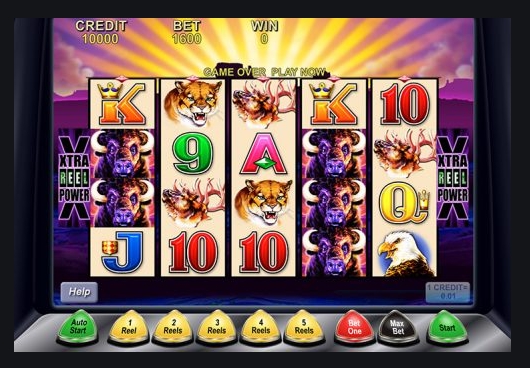 CREDIT BET WIN
10000 1600 0
GAME OVER PLAY NOW
K K 10
9 A
XTRA REEL POWER
XTRA REEL POWER
Q
J 10 10
Help
1 CREDIT=
0.01
Auto Start
1 Reel
2 Reels
3 Reels
4 Reels
5 Reels
Bet One
Max Bet
Start